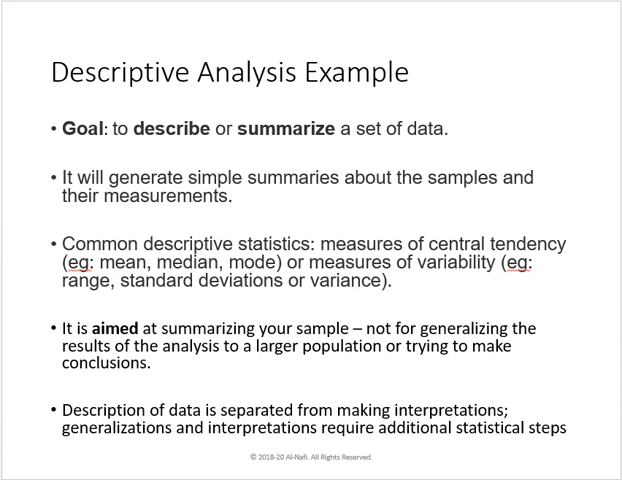 Descriptive Analysis Example
• Goal: to describe or summarize a set of data.
• It will generate simple summaries about the samples and
their measurements.
• Common descriptive statistics: measures of central tendency
(eg: mean, median, mode) or measures of variability (eg:
range, standard deviations or variance).
• It is aimed at summarizing your sample – not for generalizing the
results of the analysis to a larger population or trying to make
conclusions.
• Description of data is separated from making interpretations;
generalizations and interpretations require additional statistical steps
© 2018-20 Al-Nafi. All Rights Reserved.